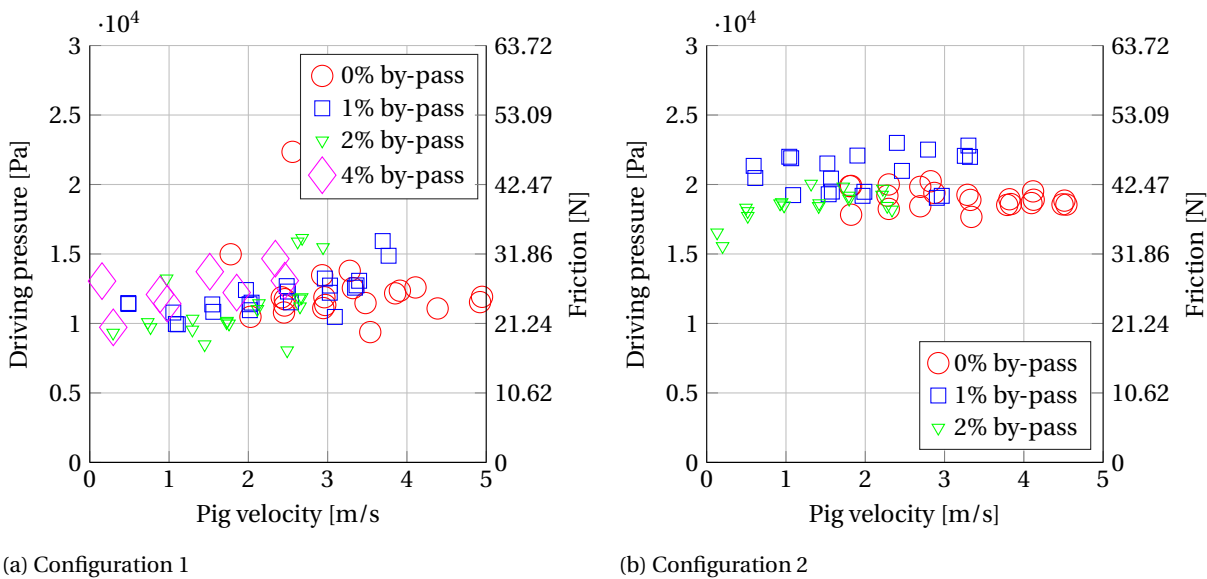 ·10⁴
3
2.5
2
1.5
1
0.5
0
0 1 2 3 4 5
63.72
53.09
42.47
31.86
21.24
10.62
0
Driving pressure [Pa]
Friction [N]
Pig velocity [m/s
0% by-pass
1% by-pass
2% by-pass
4% by-pass
(a) Configuration 1
·10⁴
3
2.5
2
1.5
1
0.5
0
0 1 2 3 4 5
63.72
53.09
42.47
31.86
21.24
10.62
0
Driving pressure [Pa]
Friction [N]
Pig velocity [m/s]
0% by-pass
1% by-pass
2% by-pass
(b) Configuration 2